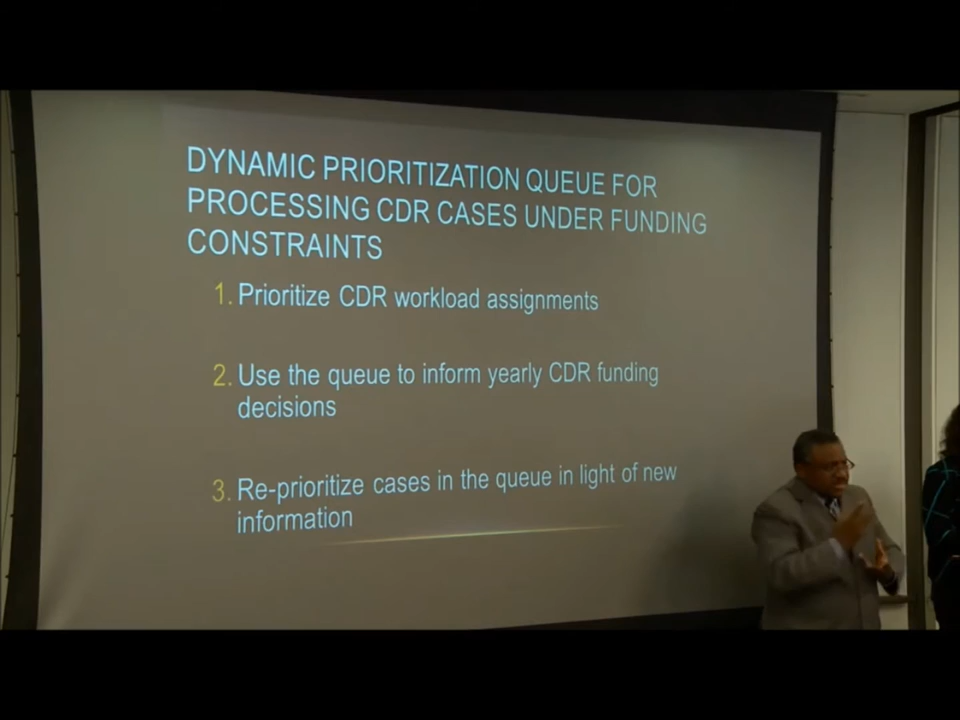 DYNAMIC PRIORITIZATION QUEUE FOR
PROCESSING CDR CASES UNDER FUNDING
CONSTRAINTS
1. Prioritize CDR workload assignments
2. Use the queue to inform yearly CDR funding
decisions
3. Re-prioritize cases in the queue in light of new
information